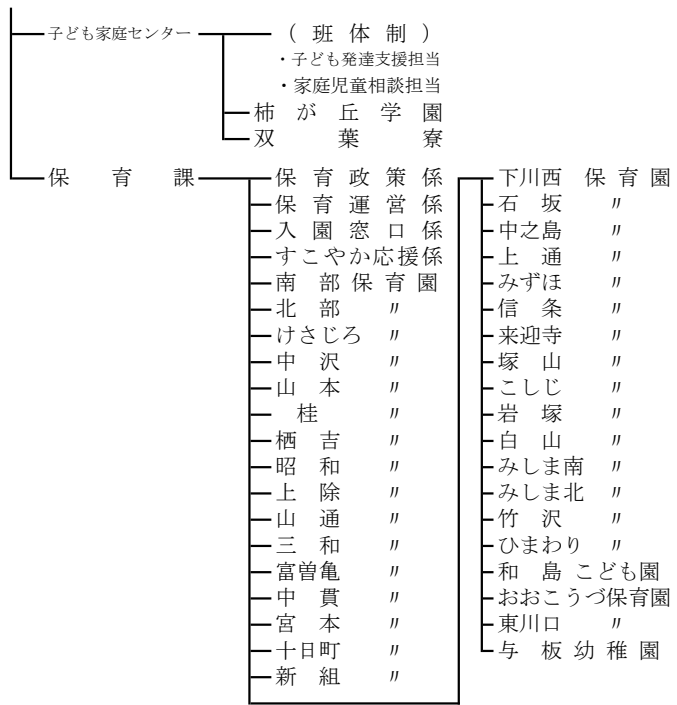 子ども家庭センター
（班体制）
・子ども発達支援担当
・家庭児童相談担当
柿が丘学園
双葉寮
保育課
保育政策係
保育運営係
入園窓口係
すこやか応援係
南部保育園
北部 〃
けさじろ 〃
中沢 〃
山本 〃
桂 〃
栖吉 〃
昭和 〃
上除 〃
山通 〃
三和 〃
富曽亀 〃
中貫 〃
宮本 〃
十日町 〃
新組 〃
下川西 保育園
石坂 〃
中之島 〃
上通 〃
みずほ 〃
信条 〃
来迎寺 〃
塚山 〃
こしじ 〃
岩塚 〃
白山 〃
みしま南 〃
みしま北 〃
竹沢 〃
ひまわり 〃
和島 こども園
おおこうづ保育園
東川口 〃
与板幼稚園